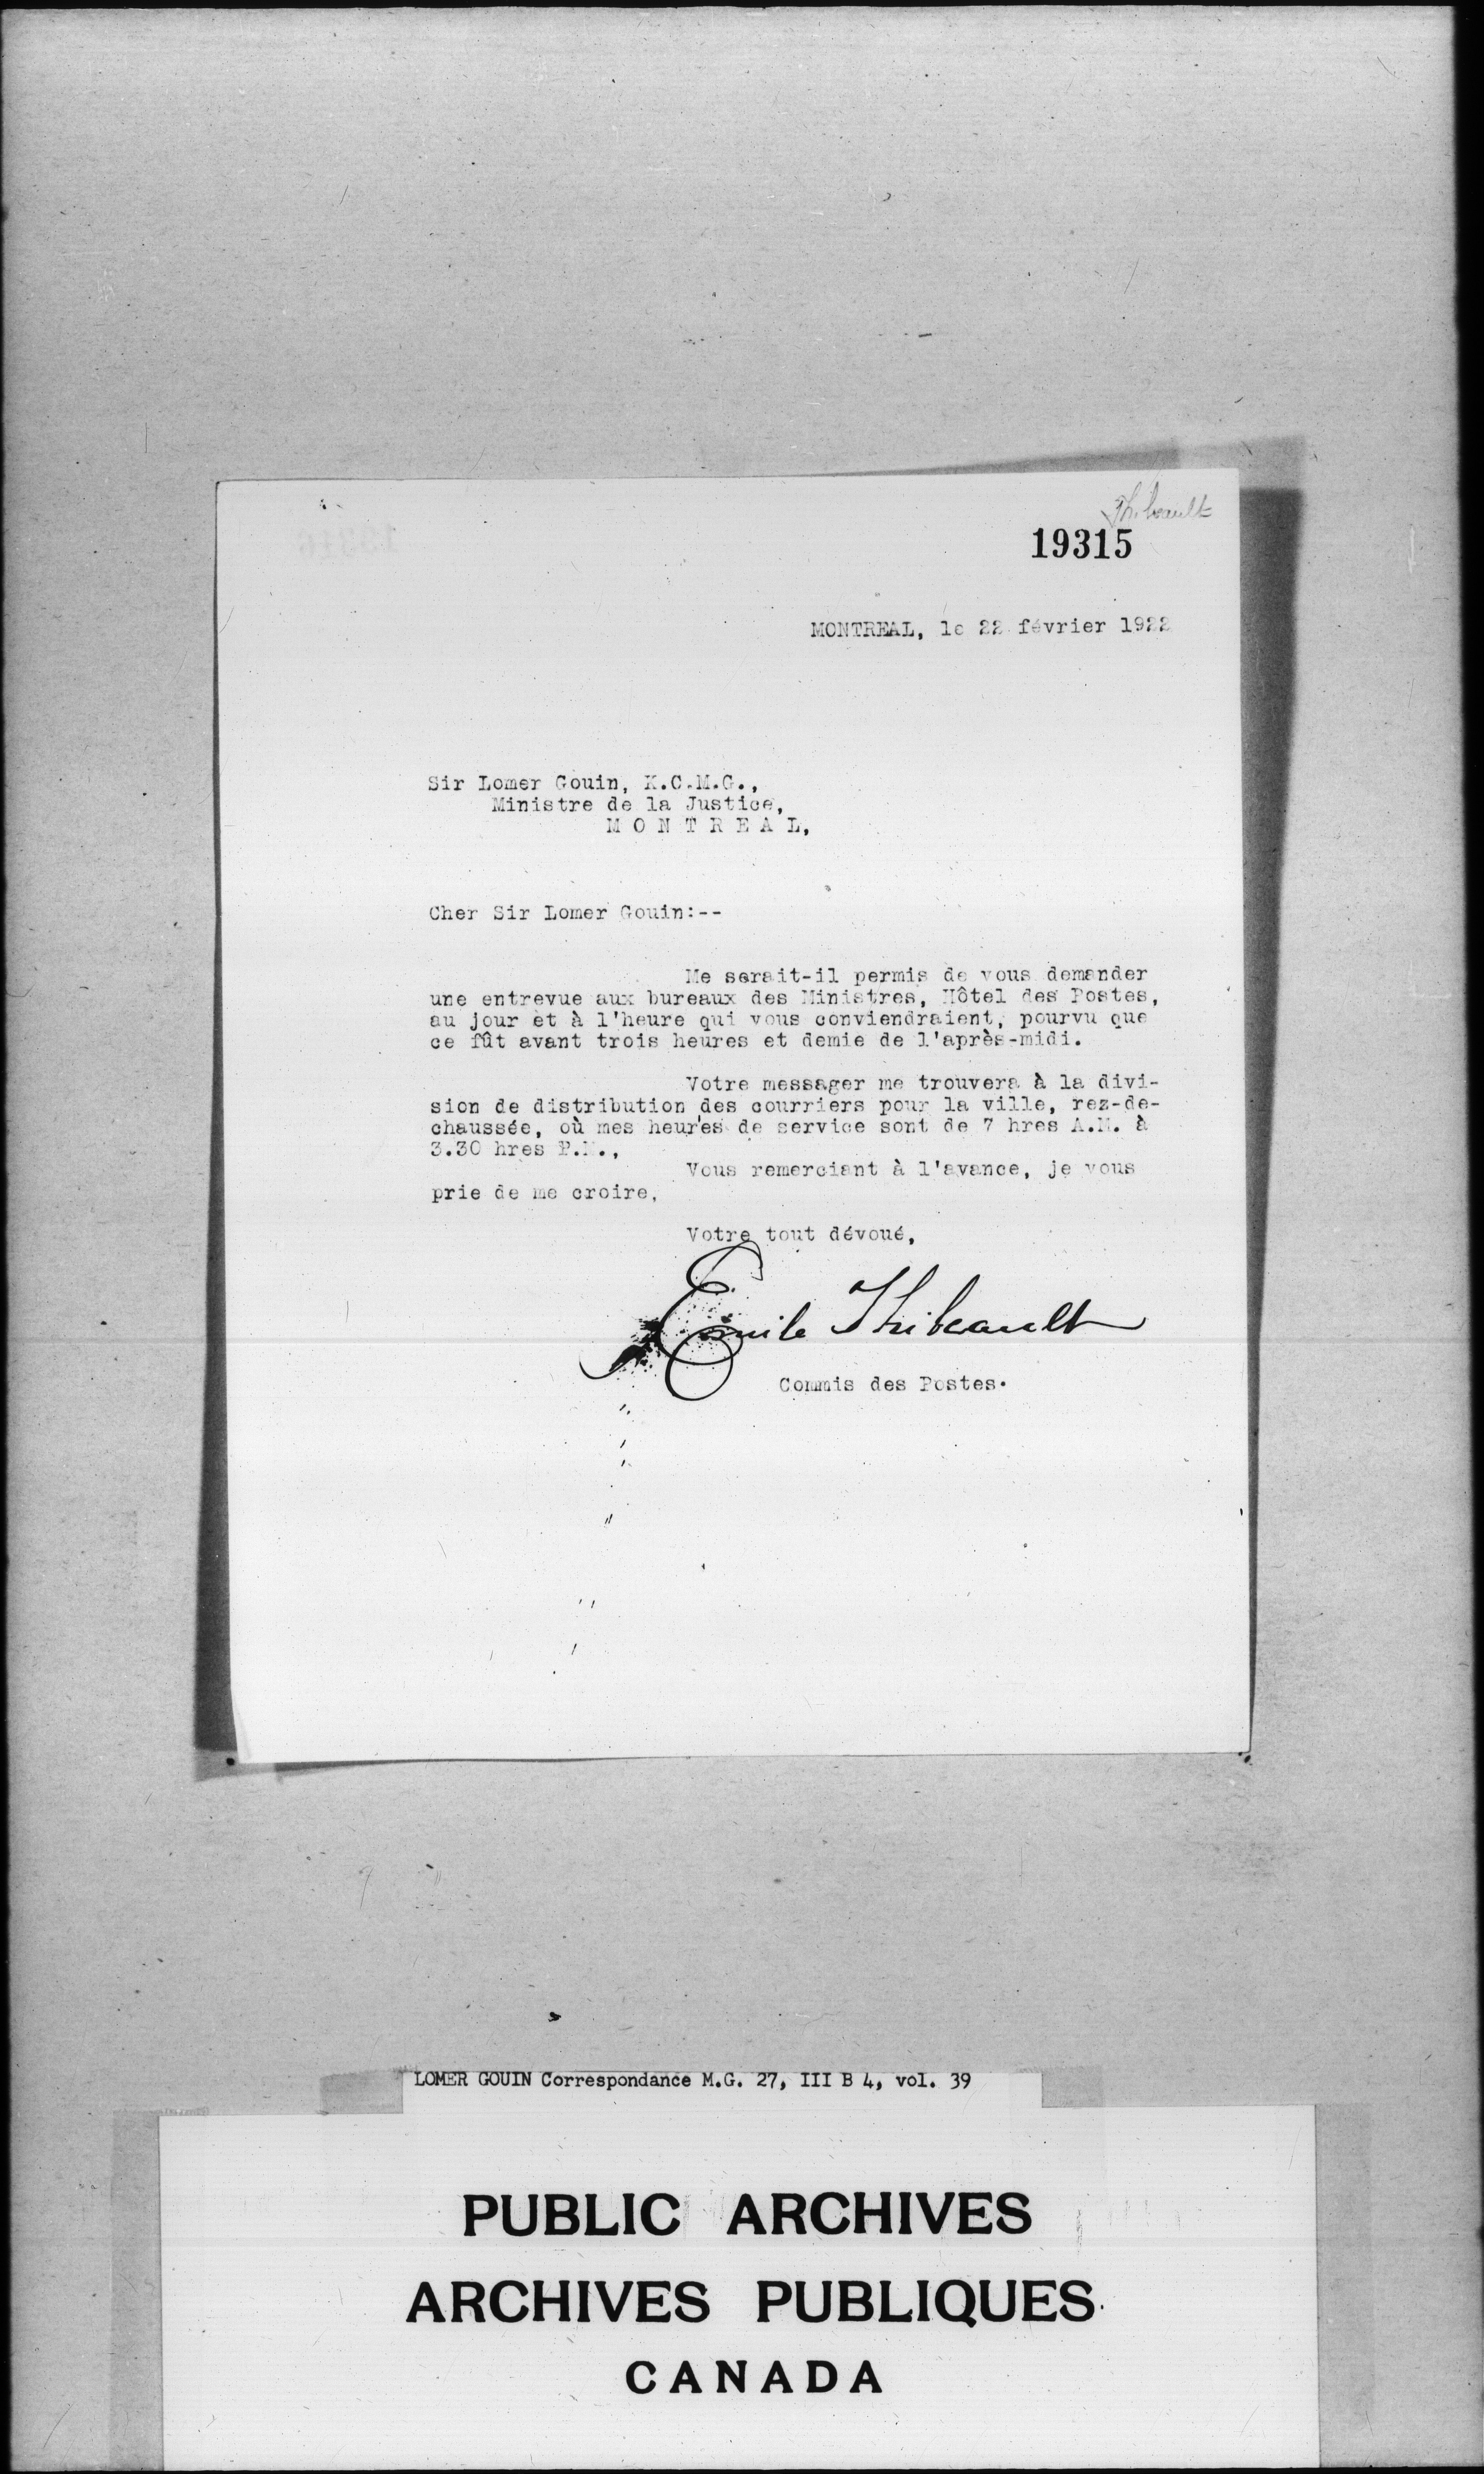 Thibault
19315
MONTREAL, le 22 février 1922
Sir Lomer Gouin, K.C.M.G.,
Ministre de la Justice,
M O N T R E A L,
Cher Sir Lomer Gouin:--
Me serait-il permis de vous demander
une entrevue aux bureaux des Ministres, Hôtel des Postes,
au jour et à l'heure qui vous conviendraient, pourvu que
ce fût avant trois heures et demie de l'après-midi.
Votre messager me trouvera à la divi-
sion de distribution des courriers pour la ville, rez-de-
chaussée, où mes heures de service sont de 7 hres A.M. à
3.30 hres P.M.,
Vous remerciant à l'avance, je vous
prie de me croire,
Votre tout dévoué,
Emile Thibeault
Commis des Postes.
LOMER GOUIN Correspondance M.G. 27, III B 4, vol. 39
PUBLIC ARCHIVES
ARCHIVES PUBLIQUES
CANADA